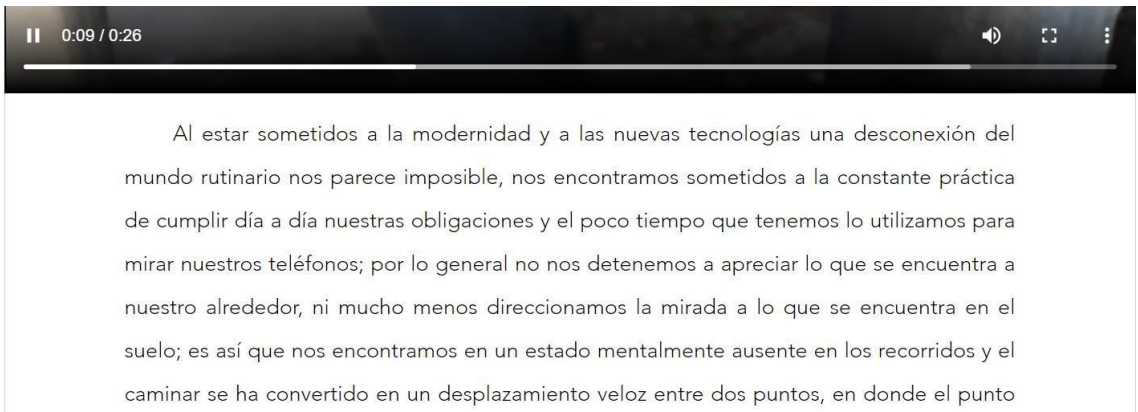 0:09 / 0:26
Al estar sometidos a la modernidad y a las nuevas tecnologías una desconexión del
mundo rutinario nos parece imposible, nos encontramos sometidos a la constante práctica
de cumplir día a día nuestras obligaciones y el poco tiempo que tenemos lo utilizamos para
mirar nuestros teléfonos; por lo general no nos detenemos a apreciar lo que se encuentra a
nuestro alrededor, ni mucho menos direccionamos la mirada a lo que se encuentra en el
suelo; es así que nos encontramos en un estado mentalmente ausente en los recorridos y el
caminar se ha convertido en un desplazamiento veloz entre dos puntos, en donde el punto